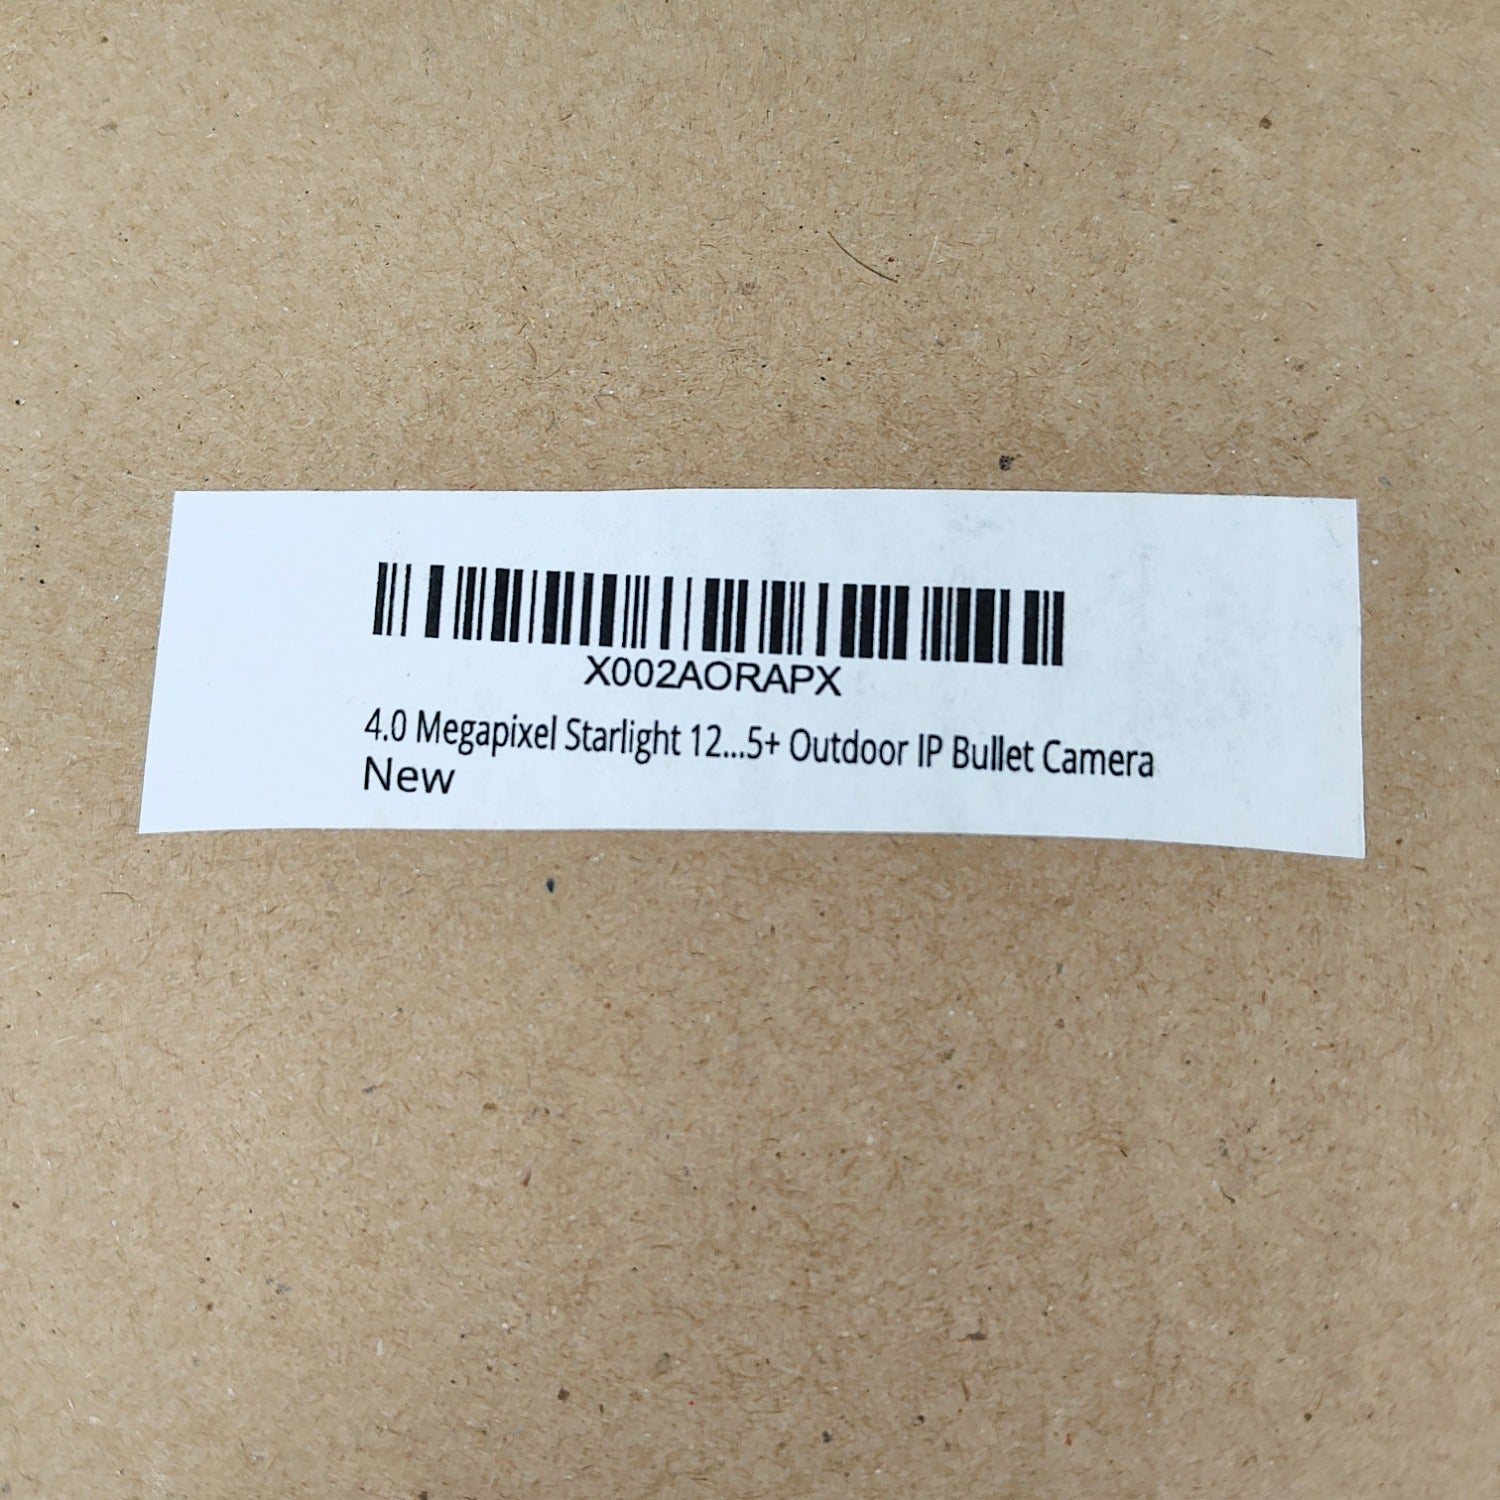 X002AORAPX
4.0 Megapixel Starlight 12...5+ Outdoor IP Bullet Camera
New